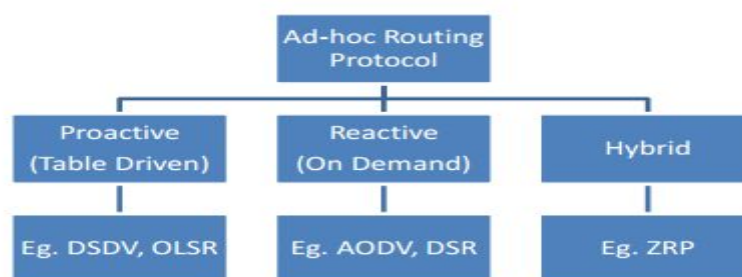 Ad-hoc Routing
Protocol
Proactive
(Table Driven)
Reactive
(On Demand)
Hybrid
Eg. DSDV, OLSR
Eg. AODV, DSR
Eg. ZRP